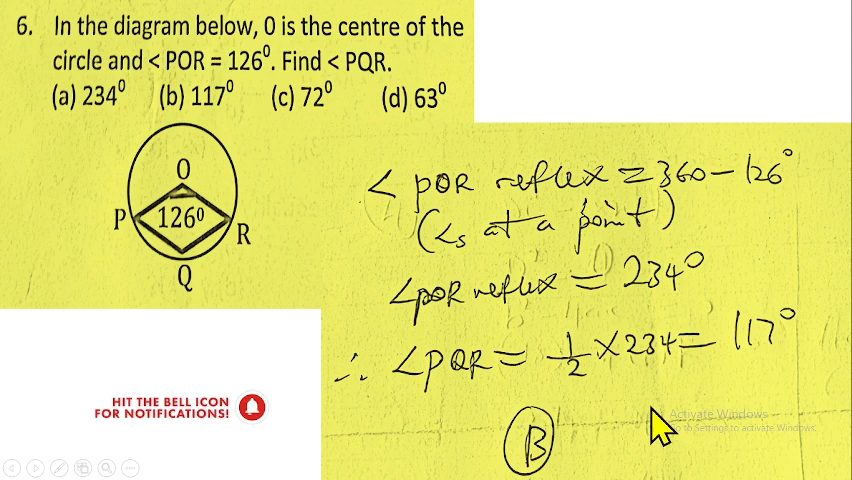 6. In the diagram below, 0 is the centre of the
circle and < POR = 126⁰. Find < PQR.
(a) 234⁰ (b) 117⁰ (c) 72⁰ (d) 63⁰
O
P 126⁰ R
Q
< POR reflex = 360 - 126°
(<s at a point)
<POR reflex = 234°
∴ <PQR = 1/2 × 234 = 117°
B
HIT THE BELL ICON
FOR NOTIFICATIONS!
Activate Windows
Go to Settings to activate Windows.